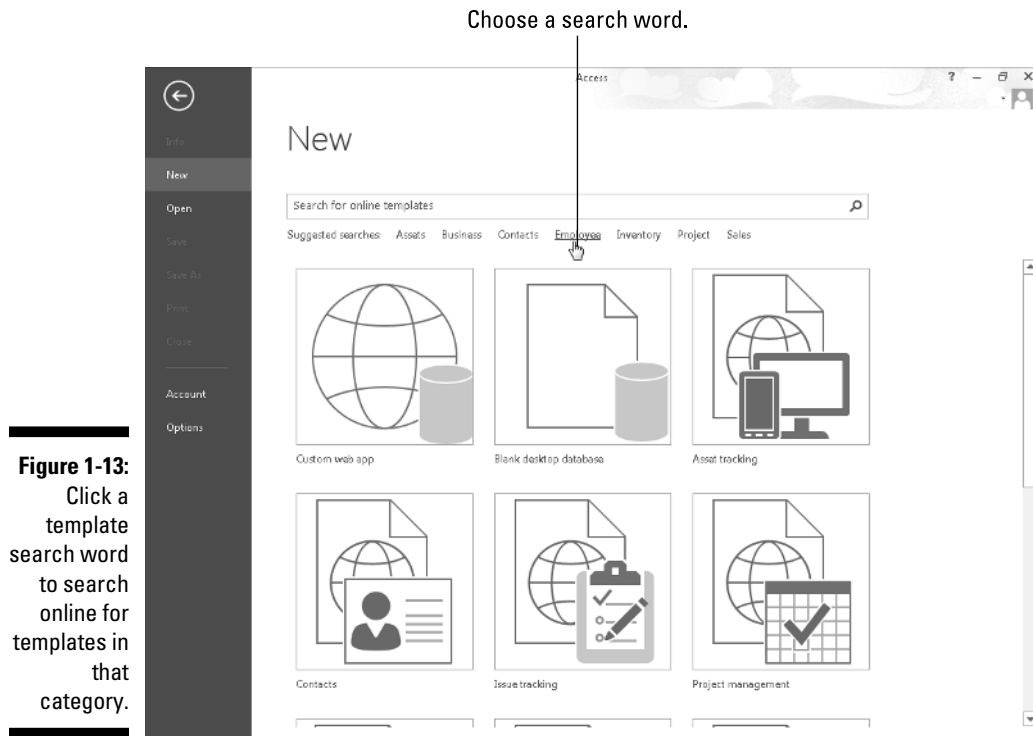 Choose a search word.
Access
?
Info
New
New
Open
Save
Save As
Print
Close
Account
Options
Search for online templates
Suggested searches: Assets Business Contacts Employee Inventory Project Sales
Custom web app
Blank desktop database
Asset tracking
Contacts
Issue tracking
Project management
Figure 1-13:
Click a
template
search word
to search
online for
templates in
that
category.